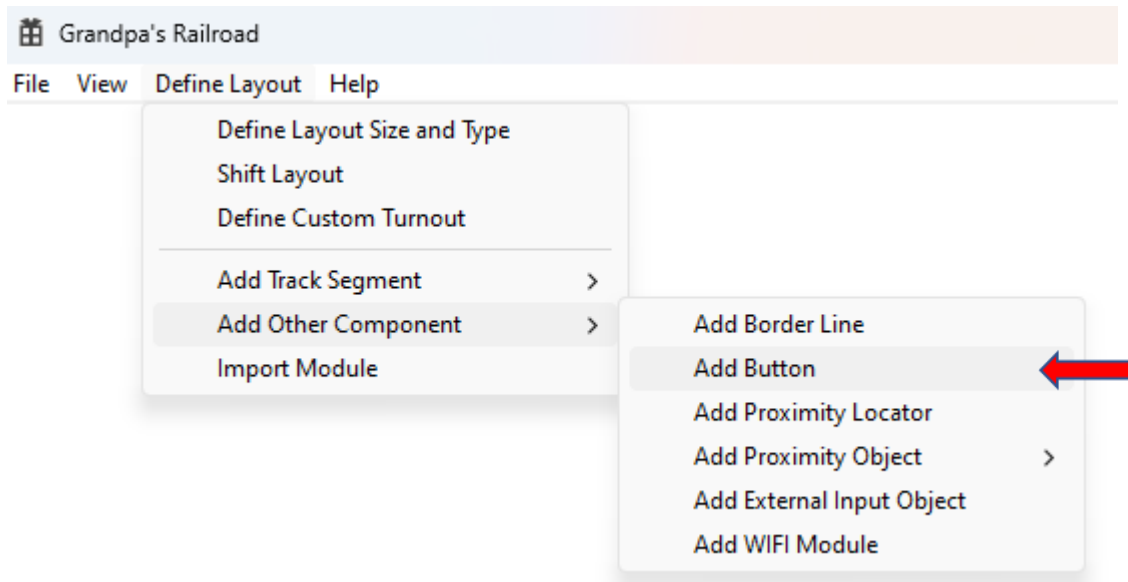 Grandpa's Railroad
File View Define Layout Help
Define Layout Size and Type
Shift Layout
Define Custom Turnout
Add Track Segment
Add Other Component
Import Module
Add Border Line
Add Button
Add Proximity Locator
Add Proximity Object
Add External Input Object
Add WIFI Module